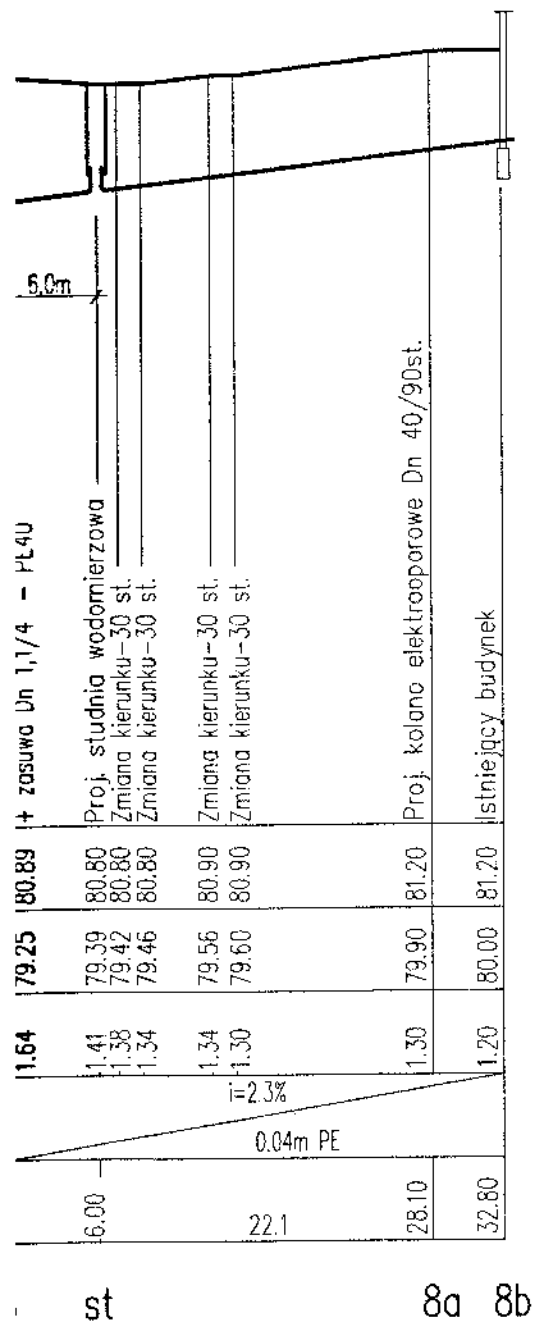 6.0m
+ zasuwa Dn 1,1/4 - PE40
Proj. studnia wodomierzowa
Zmiana kierunku-30 st.
Zmiana kierunku-30 st.
Zmiana kierunku-30 st.
Zmiana kierunku-30 st.
Proj. kolano elektrooporowe Dn 40/90st.
iIstniejący budynek
80.89 80.80 80.80 80.80 80.90 80.90 81.20 81.20
79.25 79.39 79.42 79.46 79.56 79.60 79.90 80.00
1.64 1.41 1.38 1.34 1.34 1.30 1.30 1.20
i=2.3%
0.04m PE
6.00 22.1 28.10 32.80
st 8a 8b